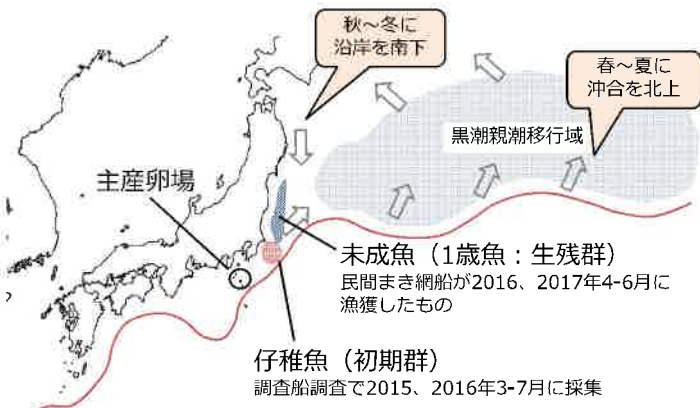 秋～冬に
沿岸を南下
春～夏に
沖合を北上
黒潮親潮移行域
主産卵場
未成魚（1歳魚：生残群）
民間まき網船が2016、2017年4-6月に
漁獲したもの
仔稚魚（初期群）
調査船調査で2015、2016年3-7月に採集